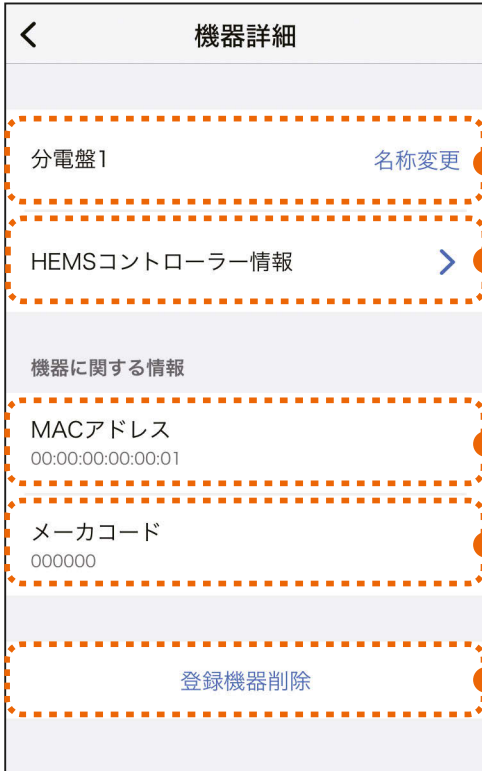 機器詳細
分電盤1 名称変更
HEMSコントローラー情報
機器に関する情報
MACアドレス
00:00:00:00:00:01
メーカコード
000000
登録機器削除